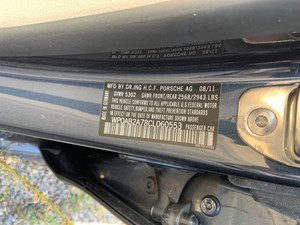 MFD BY DR.ING H.C.F. PORSCHE AG 08/11
GVWR 5302 GAWR FRONT/REAR 2568/2943 LBS
THIS VEHICLE CONFORMS TO ALL APPLICABLE U.S. FEDERAL MOTOR
VEHICLE SAFETY, BUMPER AND THEFT PREVENTION
STANDARDS IN EFFECT ON THE DATE OF MANUFACTURE
SHOWN ABOVE.
WP0AB2A78CL060553 PASSENGER CAR